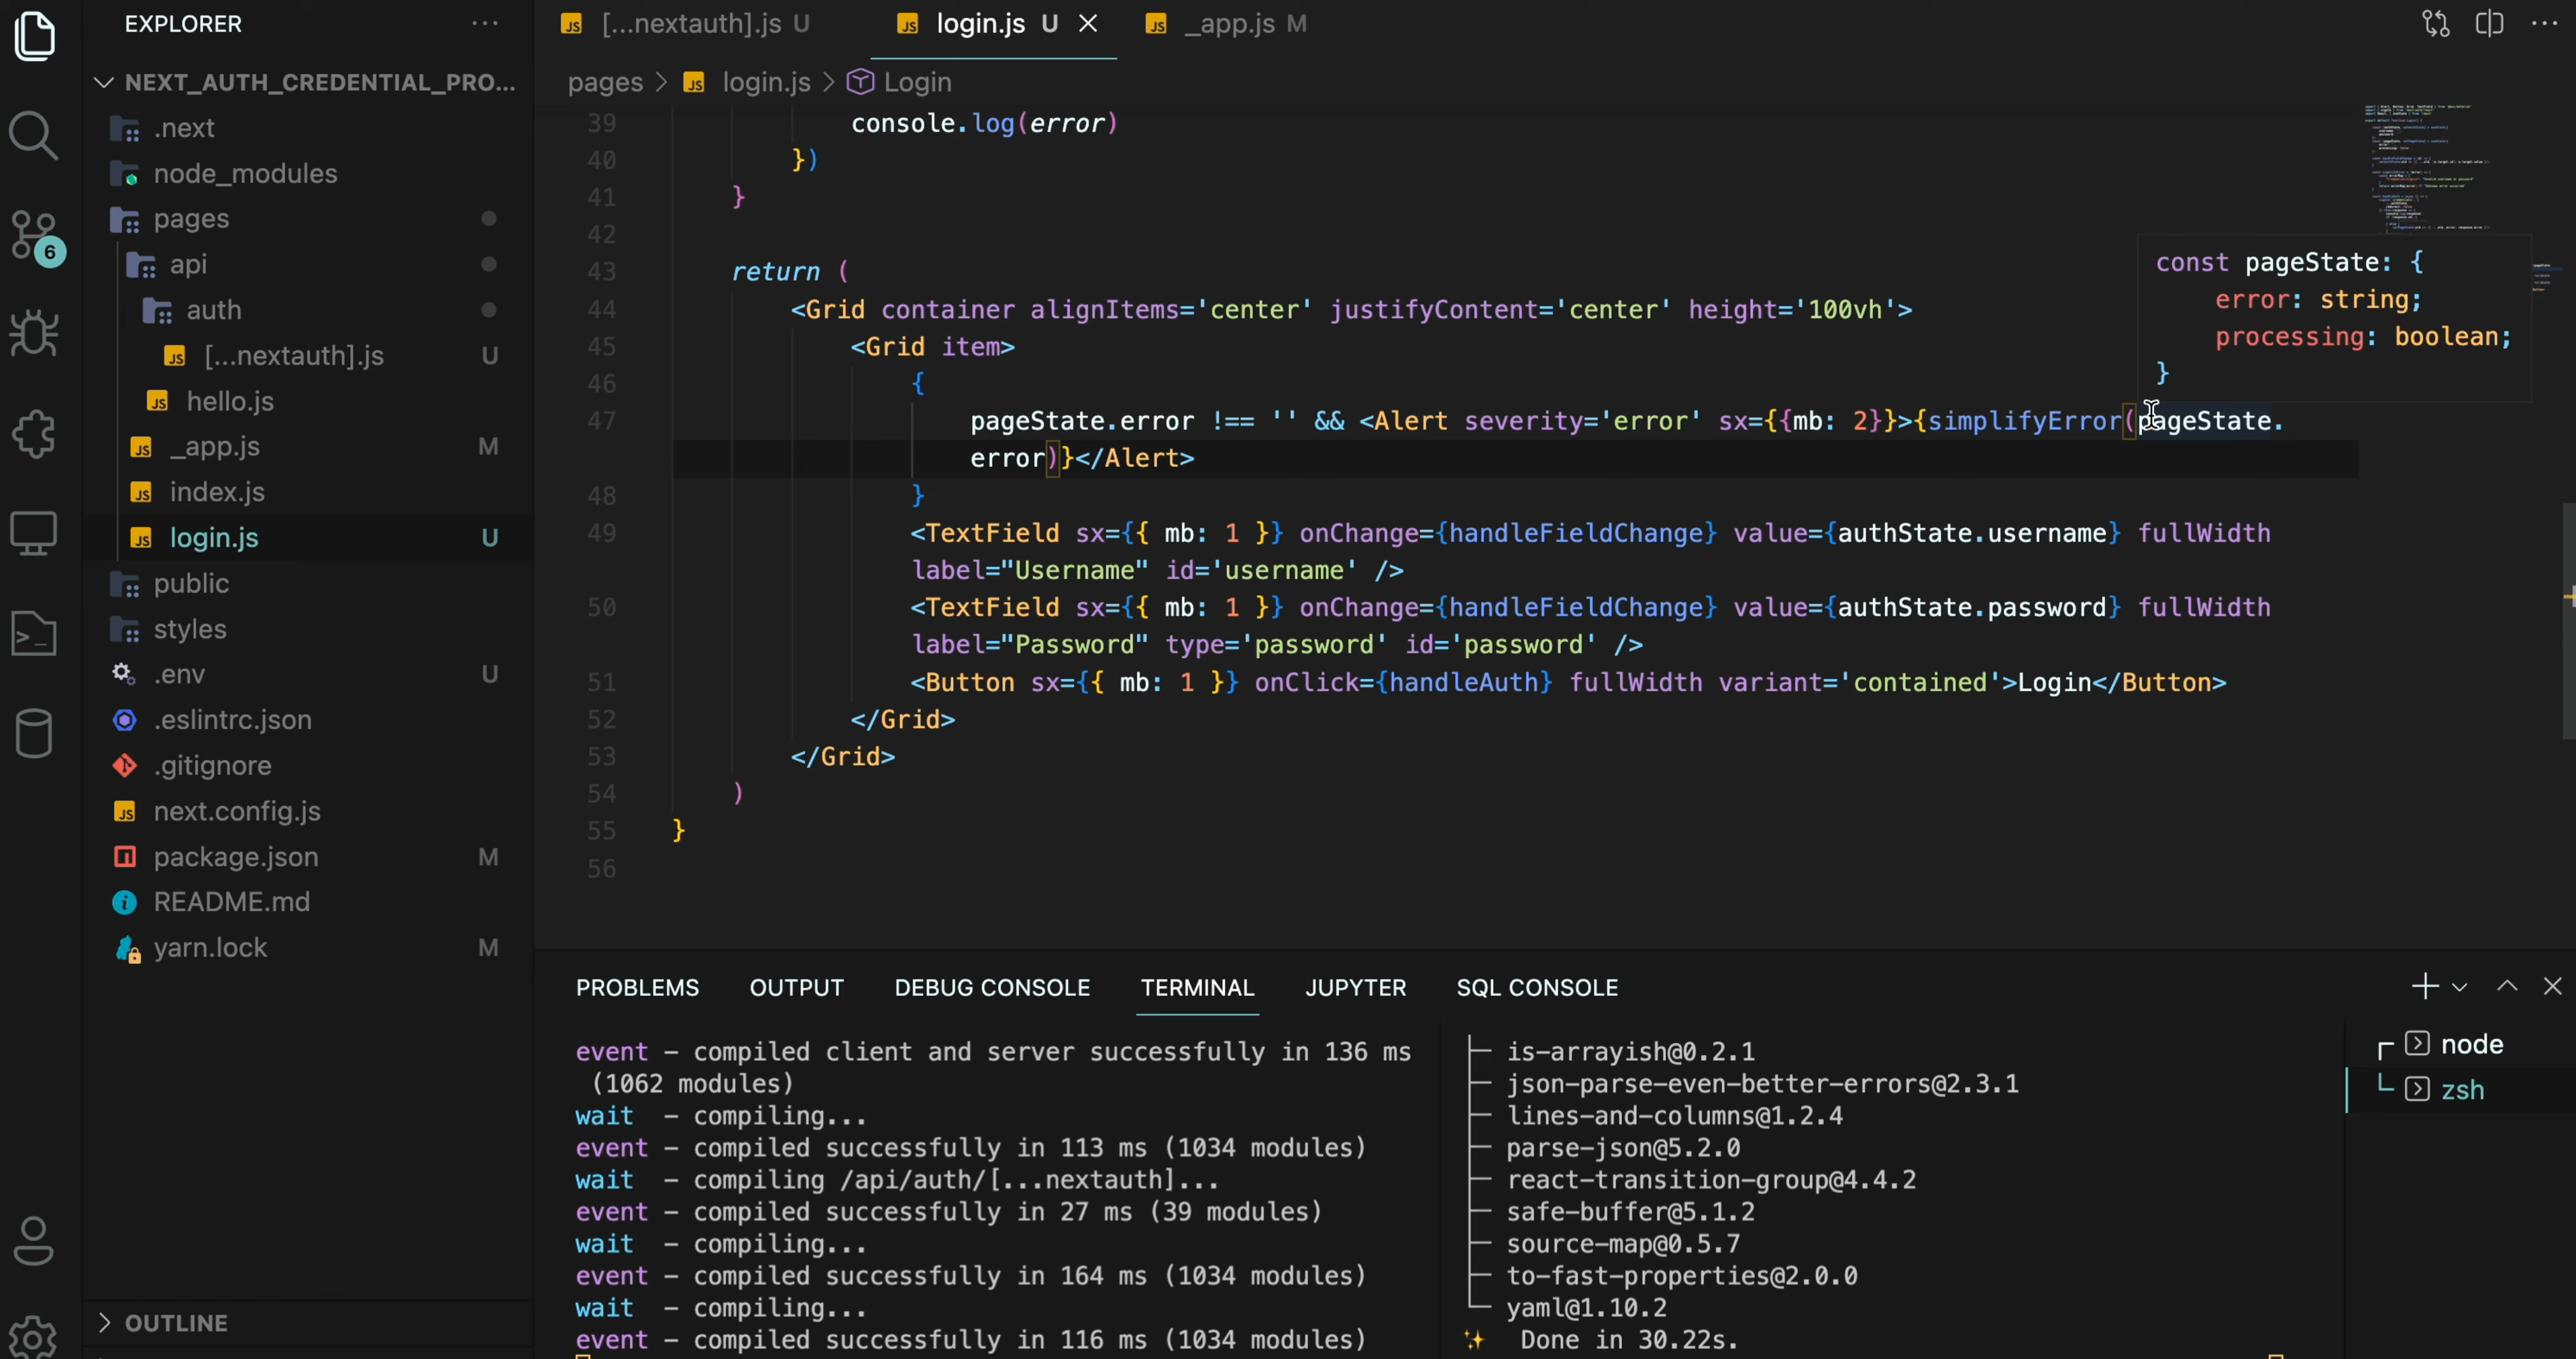 EXPLORER
NEXT_AUTH_CREDENTIAL_PRO...
.next
node_modules
pages
api
auth
[...nextauth].js U
hello.js
_app.js M
index.js
login.js U
public
styles
.env U
.eslintrc.json
.gitignore
next.config.js
package.json M
README.md
yarn.lock M
OUTLINE
6
[...nextauth].js U
login.js U
_app.js M
pages > login.js > Login
39 console.log(error)
40 })
41 }
42
43 return (
44 <Grid container alignItems='center' justifyContent='center' height='100vh'>
45 <Grid item>
46 {
47 pageState.error !== '' && <Alert severity='error' sx={{mb: 2}}>{simplifyError(pageState.
error)}</Alert>
48 }
49 <TextField sx={{ mb: 1 }} onChange={handleFieldChange} value={authState.username} fullWidth
label="Username" id='username' />
50 <TextField sx={{ mb: 1 }} onChange={handleFieldChange} value={authState.password} fullWidth
label="Password" type='password' id='password' />
51 <Button sx={{ mb: 1 }} onClick={handleAuth} fullWidth variant='contained'>Login</Button>
52 </Grid>
53 </Grid>
54 )
55 }
56
const pageState: {
error: string;
processing: boolean;
}
PROBLEMS OUTPUT DEBUG CONSOLE TERMINAL JUPYTER SQL CONSOLE
event - compiled client and server successfully in 136 ms
(1062 modules)
wait - compiling...
event - compiled successfully in 113 ms (1034 modules)
wait - compiling /api/auth/[...nextauth]...
event - compiled successfully in 27 ms (39 modules)
wait - compiling...
event - compiled successfully in 164 ms (1034 modules)
wait - compiling...
event - compiled successfully in 116 ms (1034 modules)
├─ is-arrayish@0.2.1
├─ json-parse-even-better-errors@2.3.1
├─ lines-and-columns@1.2.4
├─ parse-json@5.2.0
├─ react-transition-group@4.4.2
├─ safe-buffer@5.1.2
├─ source-map@0.5.7
├─ to-fast-properties@2.0.0
└─ yaml@1.10.2
✨ Done in 30.22s.
node
zsh